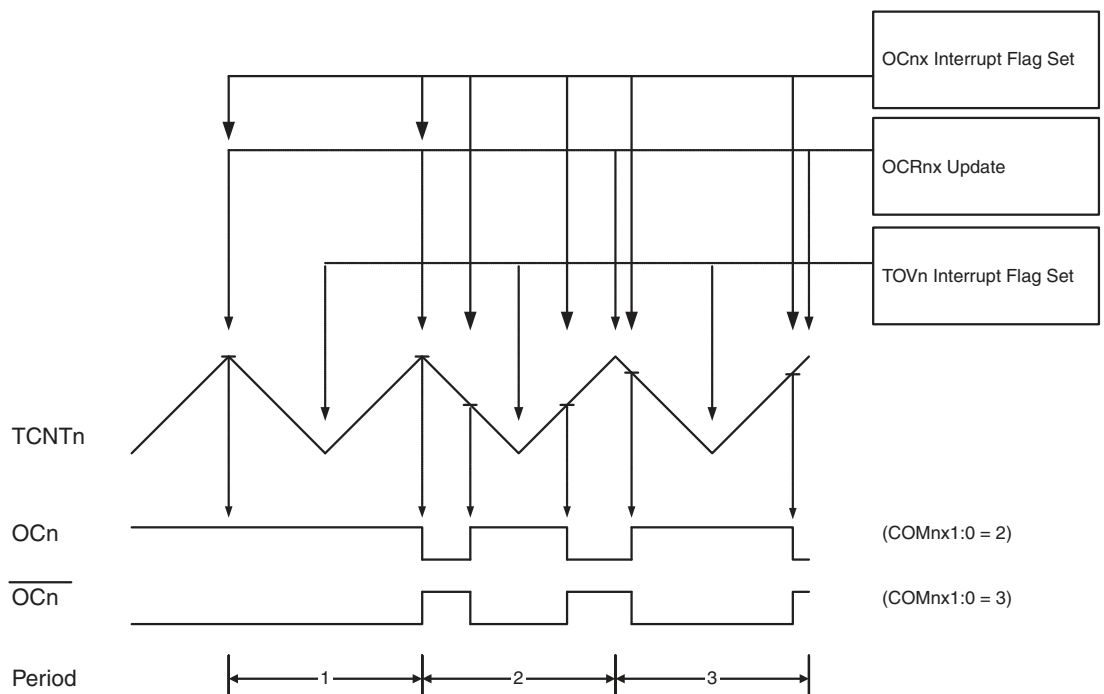 OCnx Interrupt Flag Set
OCRnx Update
TOVn Interrupt Flag Set
TCNTn
OCn
(COMnx1:0 = 2)
OCn
(COMnx1:0 = 3)
Period
1
2
3